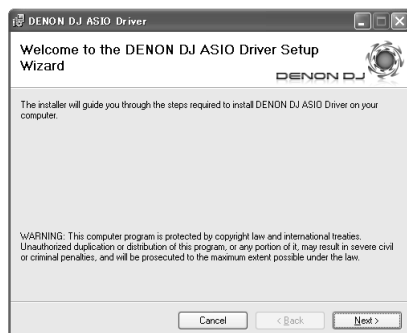 DENON DJ ASIO Driver
Welcome to the DENON DJ ASIO Driver Setup
Wizard
DENON DJ
The installer will guide you through the steps required to install DENON DJ ASIO Driver on your
computer.
WARNING: This computer program is protected by copyright law and international treaties.
Unauthorized duplication or distribution of this program, or any portion of it, may result in severe civil
or criminal penalties, and will be prosecuted to the maximum extent possible under the law.
Cancel
< Back
Next >